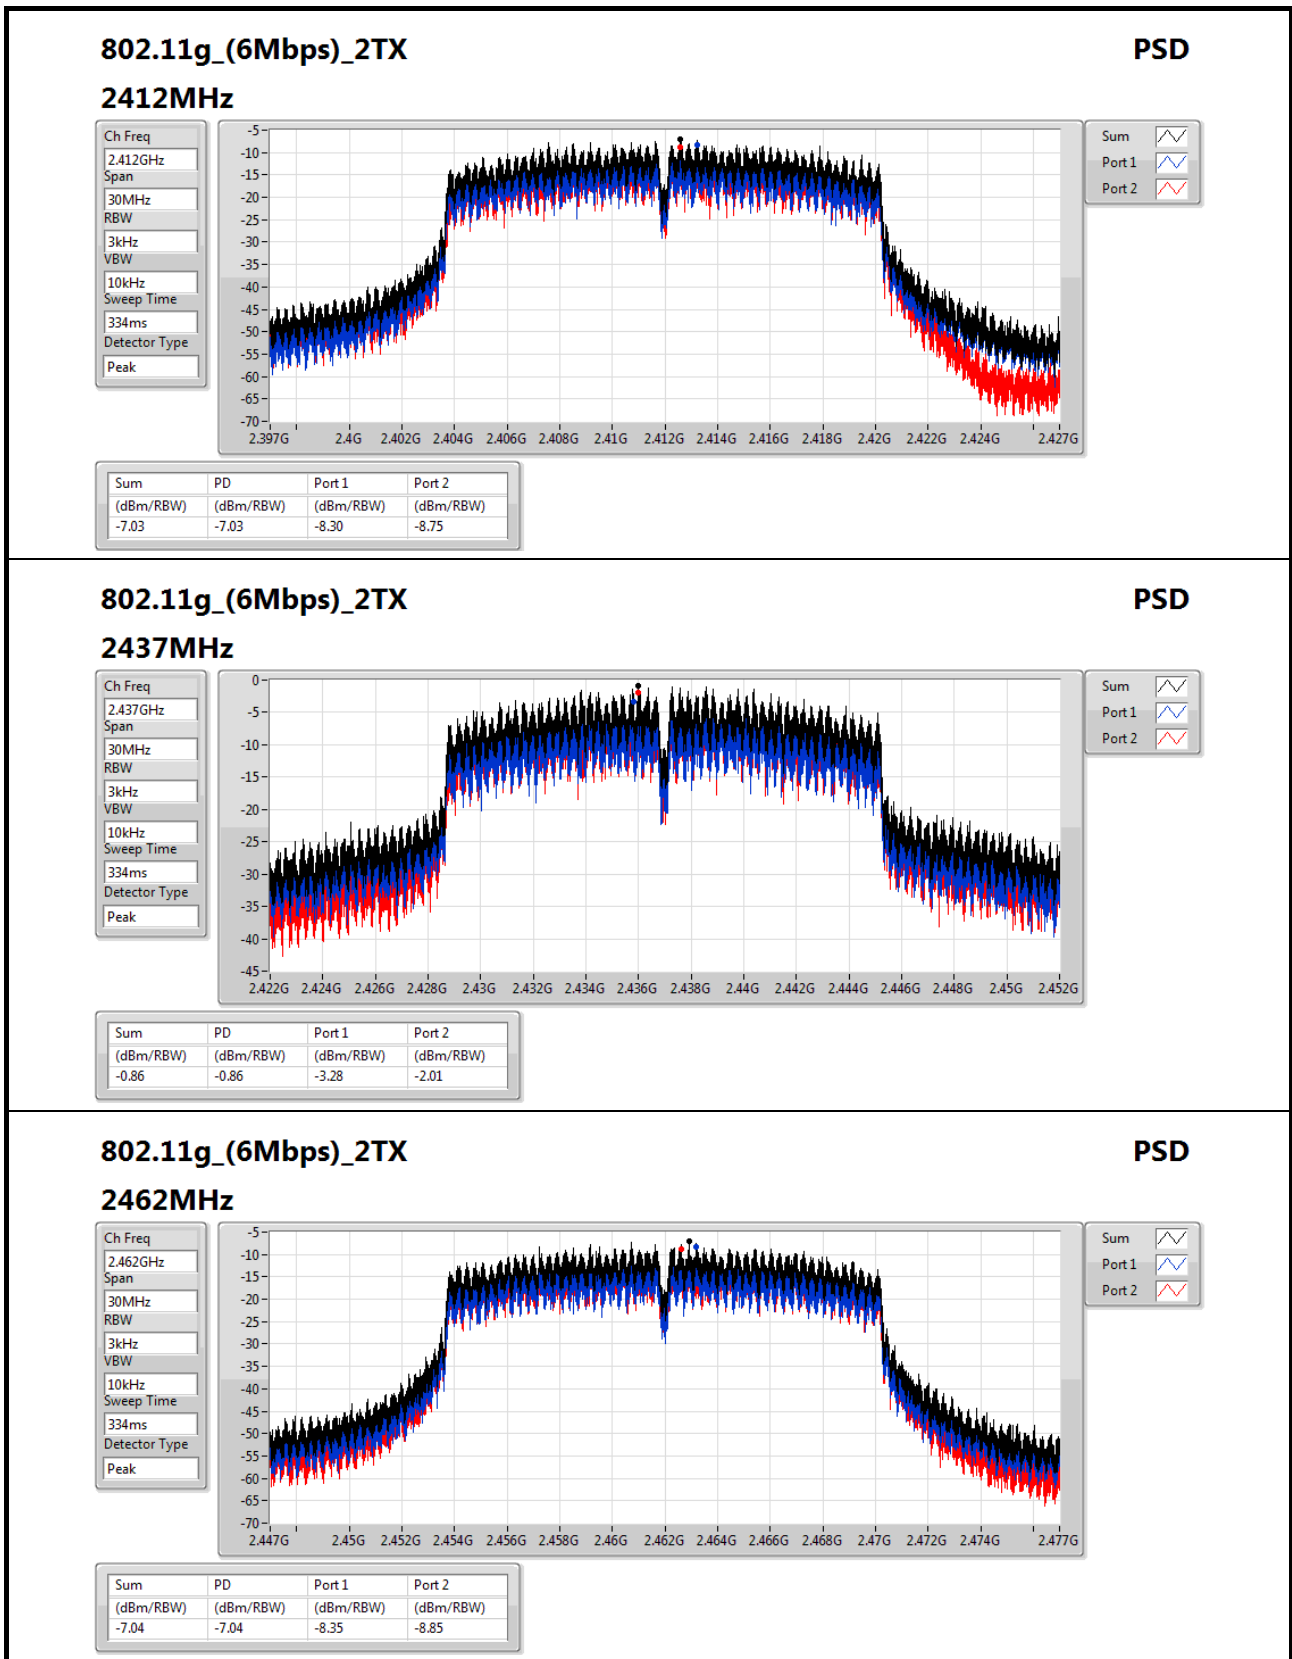 802.11g_(6Mbps)_2TX PSD
2412MHz
Ch Freq
2.412GHz
Span
30MHz
RBW
3kHz
VBW
10kHz
Sweep Time
334ms
Detector Type
Peak
-5
-10
-15
-20
-25
-30
-35
-40
-45
-50
-55
-60
-65
-70
2.397G 2.4G 2.402G 2.404G 2.406G 2.408G 2.41G 2.412G 2.414G 2.416G 2.418G 2.42G 2.422G 2.424G 2.427G
Sum
Port 1
Port 2
Sum PD Port 1 Port 2
(dBm/RBW) (dBm/RBW) (dBm/RBW) (dBm/RBW)
-7.03 -7.03 -8.30 -8.75
802.11g_(6Mbps)_2TX PSD
2437MHz
Ch Freq
2.437GHz
Span
30MHz
RBW
3kHz
VBW
10kHz
Sweep Time
334ms
Detector Type
Peak
0
-5
-10
-15
-20
-25
-30
-35
-40
-45
2.422G 2.424G 2.426G 2.428G 2.43G 2.432G 2.434G 2.436G 2.438G 2.44G 2.442G 2.444G 2.446G 2.448G 2.45G 2.452G
Sum
Port 1
Port 2
Sum PD Port 1 Port 2
(dBm/RBW) (dBm/RBW) (dBm/RBW) (dBm/RBW)
-0.86 -0.86 -3.28 -2.01
802.11g_(6Mbps)_2TX PSD
2462MHz
Ch Freq
2.462GHz
Span
30MHz
RBW
3kHz
VBW
10kHz
Sweep Time
334ms
Detector Type
Peak
-5
-10
-15
-20
-25
-30
-35
-40
-45
-50
-55
-60
-65
-70
2.447G 2.45G 2.452G 2.454G 2.456G 2.458G 2.46G 2.462G 2.464G 2.466G 2.468G 2.47G 2.472G 2.474G 2.477G
Sum
Port 1
Port 2
Sum PD Port 1 Port 2
(dBm/RBW) (dBm/RBW) (dBm/RBW) (dBm/RBW)
-7.04 -7.04 -8.35 -8.85